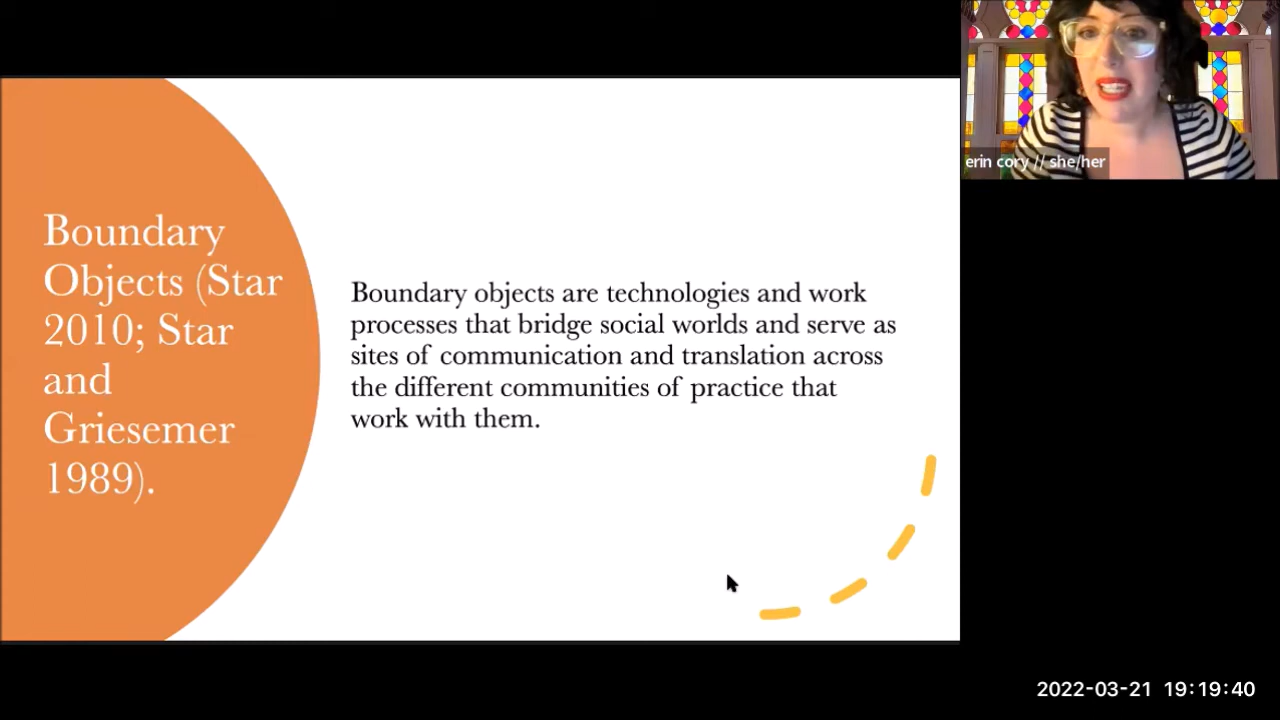 Boundary
Objects (Star
2010; Star
and
Griesemer
1989).
Boundary objects are technologies and work
processes that bridge social worlds and serve as
sites of communication and translation across
the different communities of practice that
work with them.
erin cory // she/her
2022-03-21 19:19:40